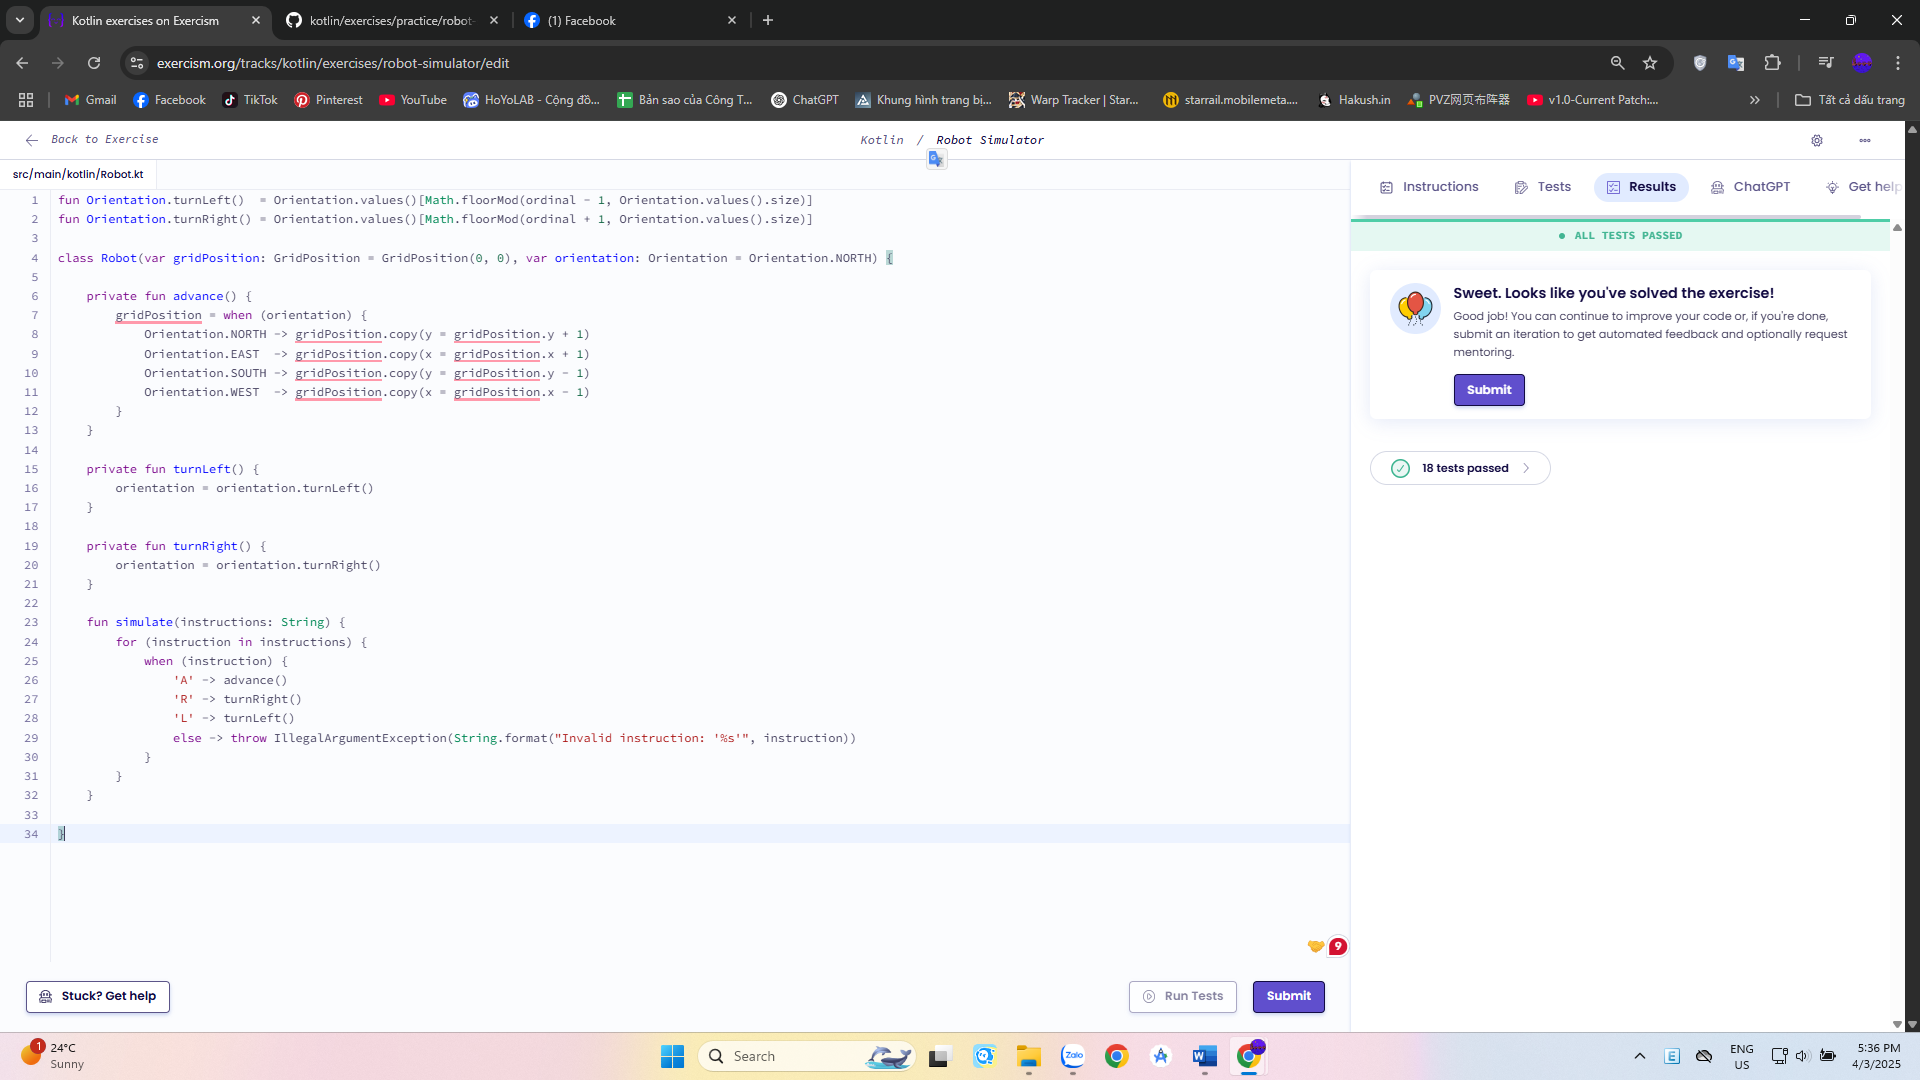 Kotlin exercises on Exercism
kotlin/exercises/practice/robot-
(1) Facebook
exercism.org/tracks/kotlin/exercises/robot-simulator/edit
Gmail
Facebook
TikTok
Pinterest
YouTube
HoYoLAB - Cộng đồ...
Bản sao của Công T...
ChatGPT
Khung hình trang bị...
Warp Tracker | Star...
starrail.mobilemeta....
Hakush.in
PVZ网页布阵器
v1.0-Current Patch:...
Tất cả dấu trang
Back to Exercise
Kotlin / Robot Simulator
src/main/kotlin/Robot.kt
1 fun Orientation.turnLeft()  = Orientation.values()[Math.floorMod(ordinal - 1, Orientation.values().size)]
2 fun Orientation.turnRight() = Orientation.values()[Math.floorMod(ordinal + 1, Orientation.values().size)]
3
4 class Robot(var gridPosition: GridPosition = GridPosition(0, 0), var orientation: Orientation = Orientation.NORTH) {
5
6     private fun advance() {
7         gridPosition = when (orientation) {
8             Orientation.NORTH -> gridPosition.copy(y = gridPosition.y + 1)
9             Orientation.EAST  -> gridPosition.copy(x = gridPosition.x + 1)
10             Orientation.SOUTH -> gridPosition.copy(y = gridPosition.y - 1)
11             Orientation.WEST  -> gridPosition.copy(x = gridPosition.x - 1)
12         }
13     }
14
15     private fun turnLeft() {
16         orientation = orientation.turnLeft()
17     }
18
19     private fun turnRight() {
20         orientation = orientation.turnRight()
21     }
22
23     fun simulate(instructions: String) {
24         for (instruction in instructions) {
25             when (instruction) {
26                 'A' -> advance()
27                 'R' -> turnRight()
28                 'L' -> turnLeft()
29                 else -> throw IllegalArgumentException(String.format("Invalid instruction: '%s'", instruction))
30             }
31         }
32     }
33
34 }
9
Stuck? Get help
Run Tests
Submit
Instructions
Tests
Results
ChatGPT
Get help
ALL TESTS PASSED
Sweet. Looks like you've solved the exercise!
Good job! You can continue to improve your code or, if you're done,
submit an iteration to get automated feedback and optionally request
mentoring.
Submit
18 tests passed
1
24°C
Sunny
Search
Zalo
ENG
US
5:36 PM
4/3/2025